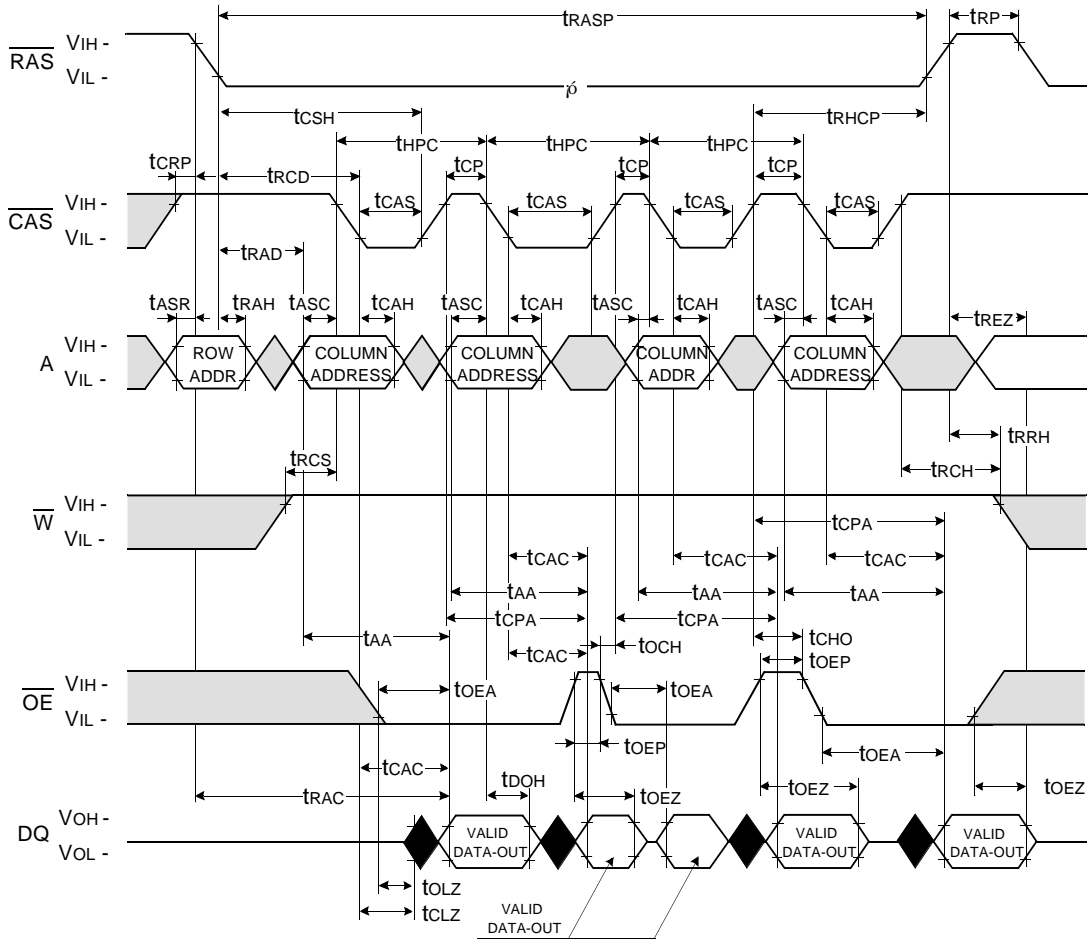 tRASP tRP
RAS VIH -
VIL -
ṕ
tCSH tRHCP
tHPC tHPC tHPC
tCRP tRCD tCP tCP tCP
CAS VIH -
VIL -
tCAS tCAS tCAS tCAS
tRAD
tASR tRAH tASC tCAH tASC tCAH tASC tCAH tASC tCAH
tREZ
A VIH -
VIL -
ROW ADDR
COLUMN ADDRESS
COLUMN ADDRESS
COLUMN ADDR
COLUMN ADDRESS
tRRH
tRCS tRCH
W VIH -
VIL -
tCPA
tCAC tCAC tCAC
tAA tAA tAA
tCPA tCPA
tAA tCAC tOCH tCHO
tOEP
OE VIH -
VIL -
tOEA tOEA
tOEP tOEA
tCAC tDOH tOEZ tOEZ tOEZ
tRAC
DQ VOH -
VOL -
VALID DATA-OUT
VALID DATA-OUT
VALID DATA-OUT
tOLZ
tCLZ
VALID
DATA-OUT